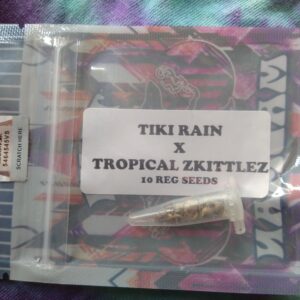 TIKI RAIN
X
TROPICAL ZKITTLEZ
10 REG SEEDS
SCRATCH HERE